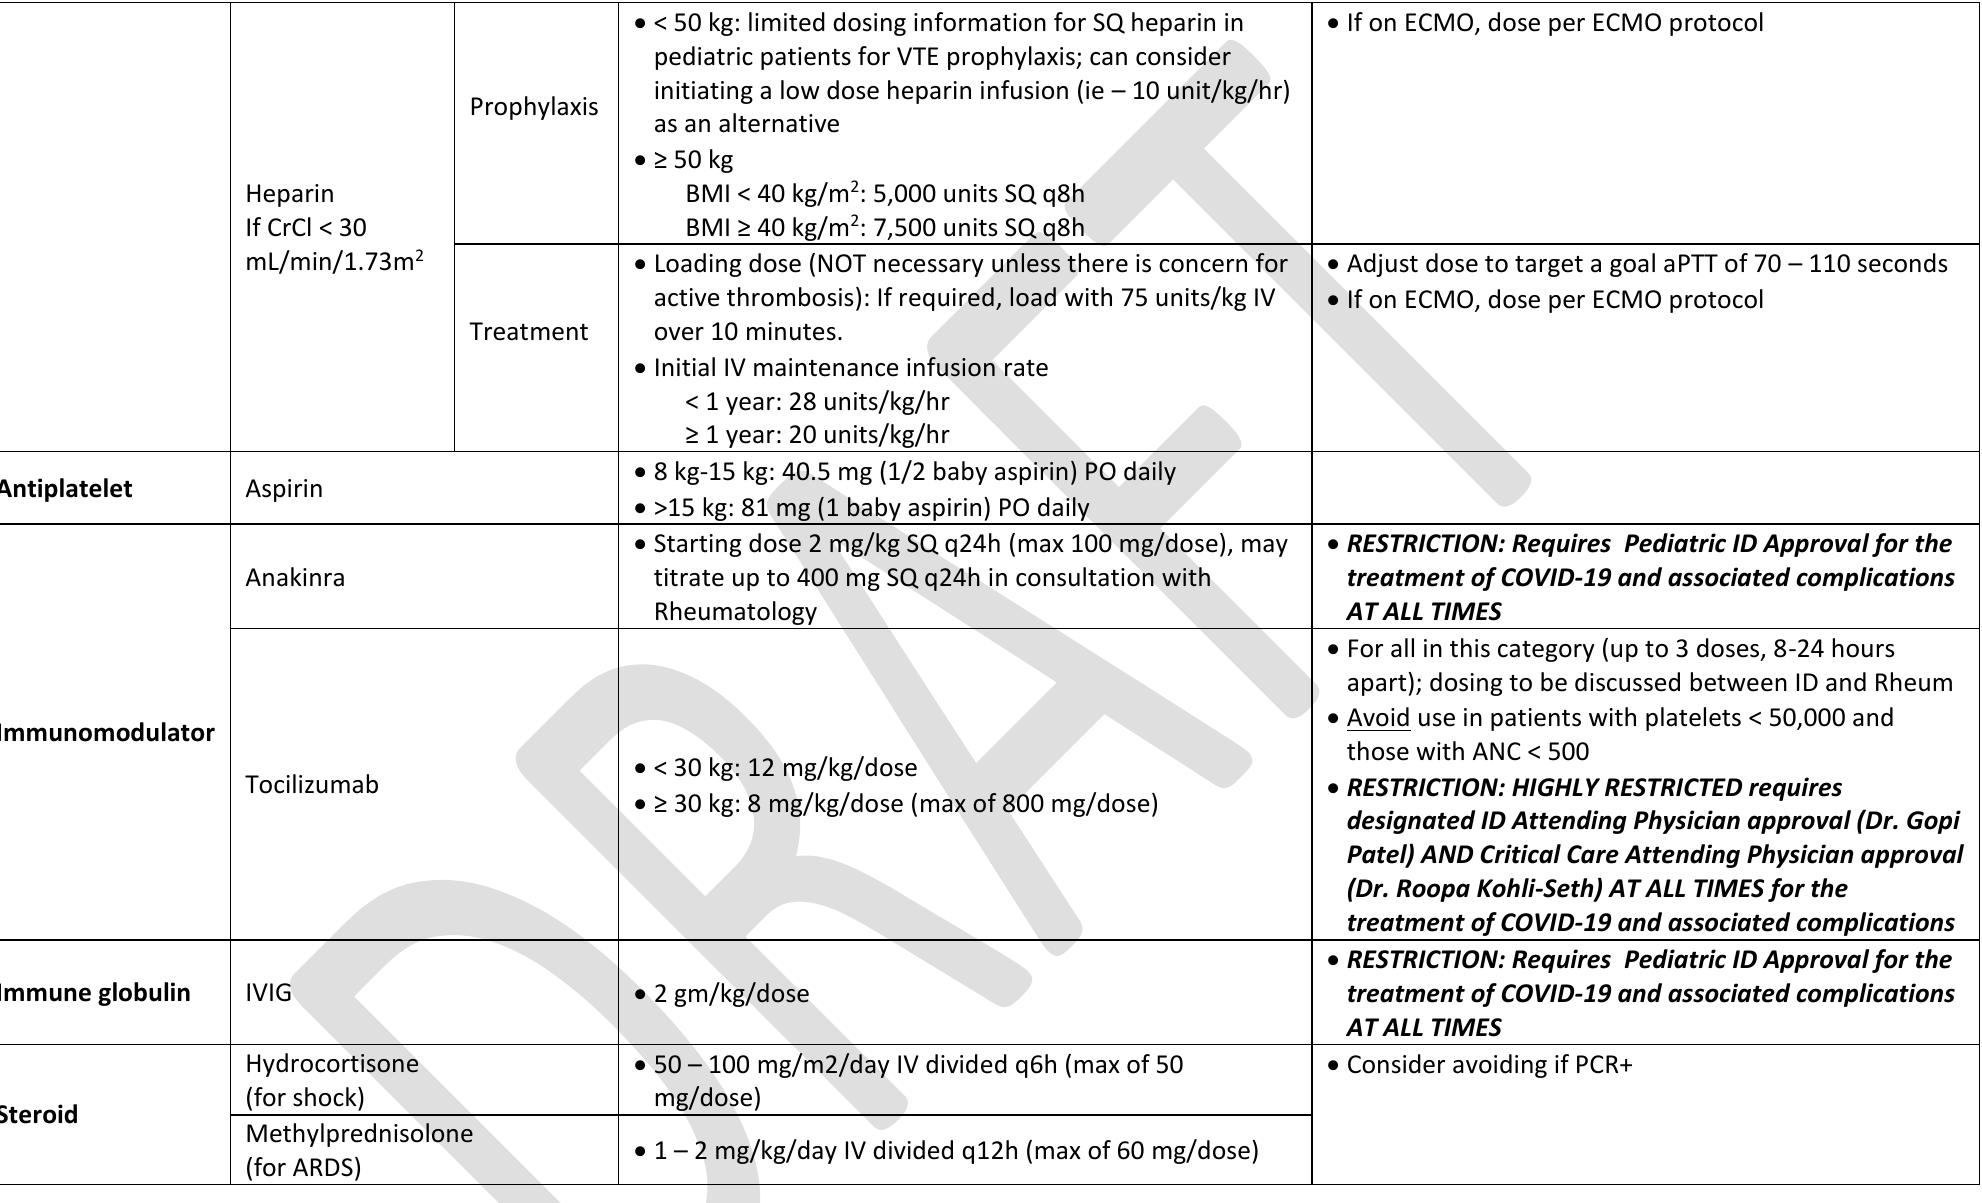 Heparin
If CrCl < 30
mL/min/1.73m²
Prophylaxis
• < 50 kg: limited dosing information for SQ heparin in
pediatric patients for VTE prophylaxis; can consider
initiating a low dose heparin infusion (ie – 10 unit/kg/hr)
as an alternative
• ≥ 50 kg
BMI < 40 kg/m²: 5,000 units SQ q8h
BMI ≥ 40 kg/m²: 7,500 units SQ q8h
• If on ECMO, dose per ECMO protocol
Treatment
• Loading dose (NOT necessary unless there is concern for
active thrombosis): If required, load with 75 units/kg IV
over 10 minutes.
• Initial IV maintenance infusion rate
< 1 year: 28 units/kg/hr
≥ 1 year: 20 units/kg/hr
• Adjust dose to target a goal aPTT of 70 – 110 seconds
• If on ECMO, dose per ECMO protocol
Antiplatelet
Aspirin
• 8 kg-15 kg: 40.5 mg (1/2 baby aspirin) PO daily
• >15 kg: 81 mg (1 baby aspirin) PO daily
Immunomodulator
Anakinra
• Starting dose 2 mg/kg SQ q24h (max 100 mg/dose), may
titrate up to 400 mg SQ q24h in consultation with
Rheumatology
• RESTRICTION: Requires  Pediatric ID Approval for the
treatment of COVID-19 and associated complications
AT ALL TIMES
Tocilizumab
• < 30 kg: 12 mg/kg/dose
• ≥ 30 kg: 8 mg/kg/dose (max of 800 mg/dose)
• For all in this category (up to 3 doses, 8-24 hours
apart); dosing to be discussed between ID and Rheum
• Avoid use in patients with platelets < 50,000 and
those with ANC < 500
• RESTRICTION: HIGHLY RESTRICTED requires
designated ID Attending Physician approval (Dr. Gopi
Patel) AND Critical Care Attending Physician approval
(Dr. Roopa Kohli-Seth) AT ALL TIMES for the
treatment of COVID-19 and associated complications
Immune globulin
IVIG
• 2 gm/kg/dose
• RESTRICTION: Requires  Pediatric ID Approval for the
treatment of COVID-19 and associated complications
AT ALL TIMES
Steroid
Hydrocortisone
(for shock)
• 50 – 100 mg/m2/day IV divided q6h (max of 50
mg/dose)
• Consider avoiding if PCR+
Methylprednisolone
(for ARDS)
• 1 – 2 mg/kg/day IV divided q12h (max of 60 mg/dose)
DRAFT